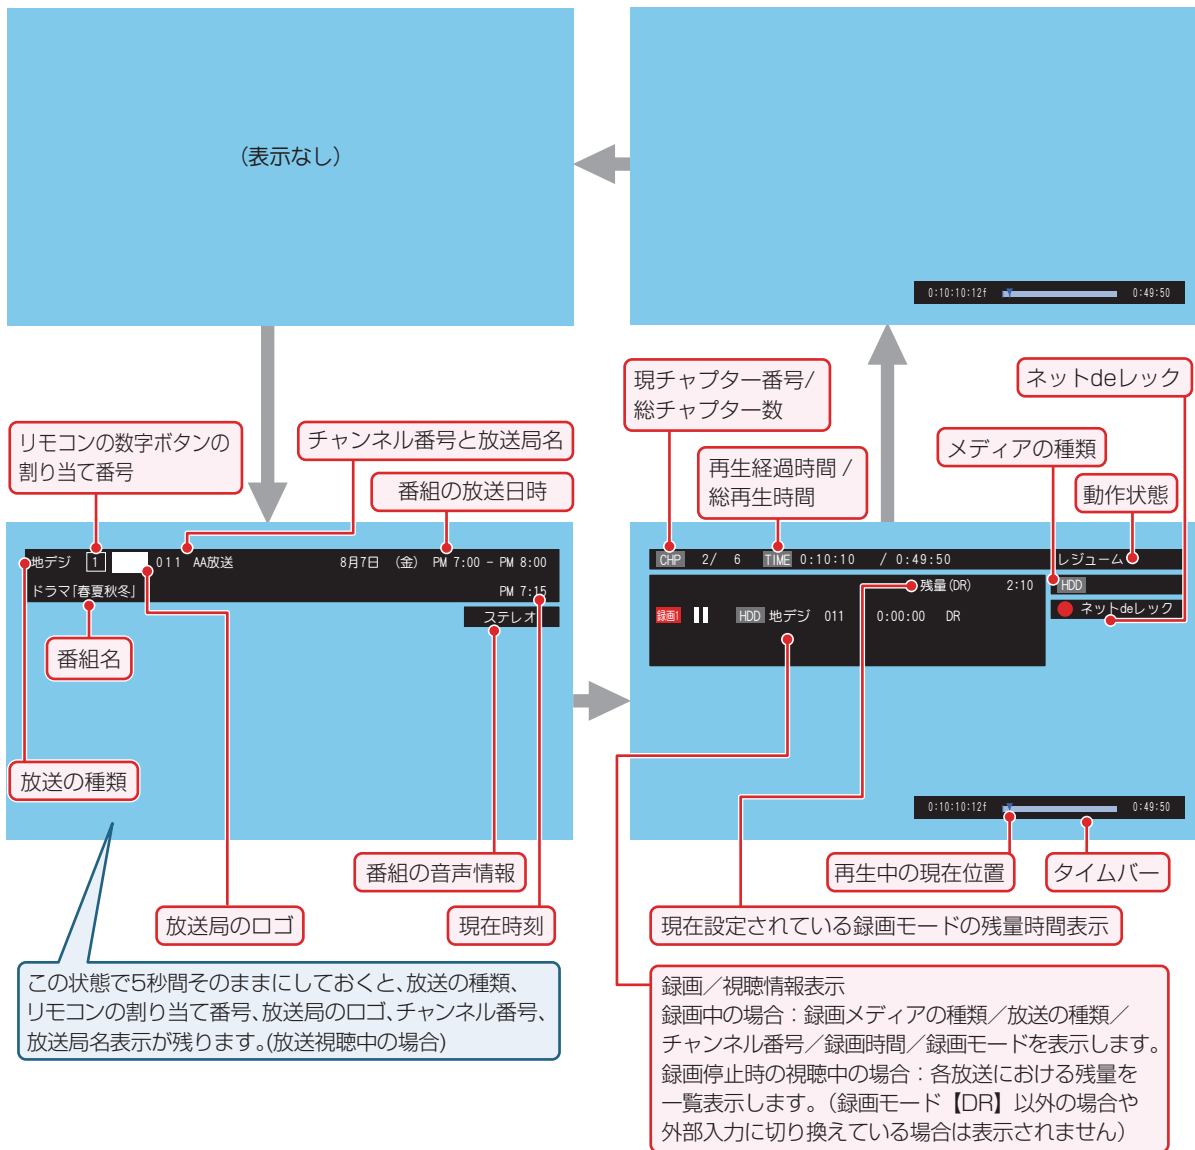 (表示なし)
0:10:10:12f 0:49:50
リモコンの数字ボタンの
割り当て番号
チャンネル番号と放送局名
番組の放送日時
地デジ 1 011 AA放送 8月7日 (金) PM 7:00 - PM 8:00
ドラマ「春夏秋冬」 PM 7:15
ステレオ
番組名
放送の種類
番組の音声情報
放送局のロゴ
現在時刻
この状態で5秒間そのままにしておくと、放送の種類、
リモコンの割り当て番号、放送局のロゴ、チャンネル番号、
放送局名表示が残ります。(放送視聴中の場合)
現チャプター番号/
総チャプター数
再生経過時間 /
総再生時間
ネットdeレック
メディアの種類
動作状態
CHP 2/ 6 TIME 0:10:10 / 0:49:50 レジューム
残量(DR) 2:10 HDD
ネットdeレック
録画1 HDD 地デジ 011 0:00:00 DR
0:10:10:12f 0:49:50
再生中の現在位置
タイムバー
現在設定されている録画モードの残量時間表示
録画／視聴情報表示
録画中の場合：録画メディアの種類／放送の種類／
チャンネル番号／録画時間／録画モードを表示します。
録画停止時の視聴中の場合：各放送における残量を
一覧表示します。（録画モード【DR】以外の場合や
外部入力に切り換えている場合は表示されません）